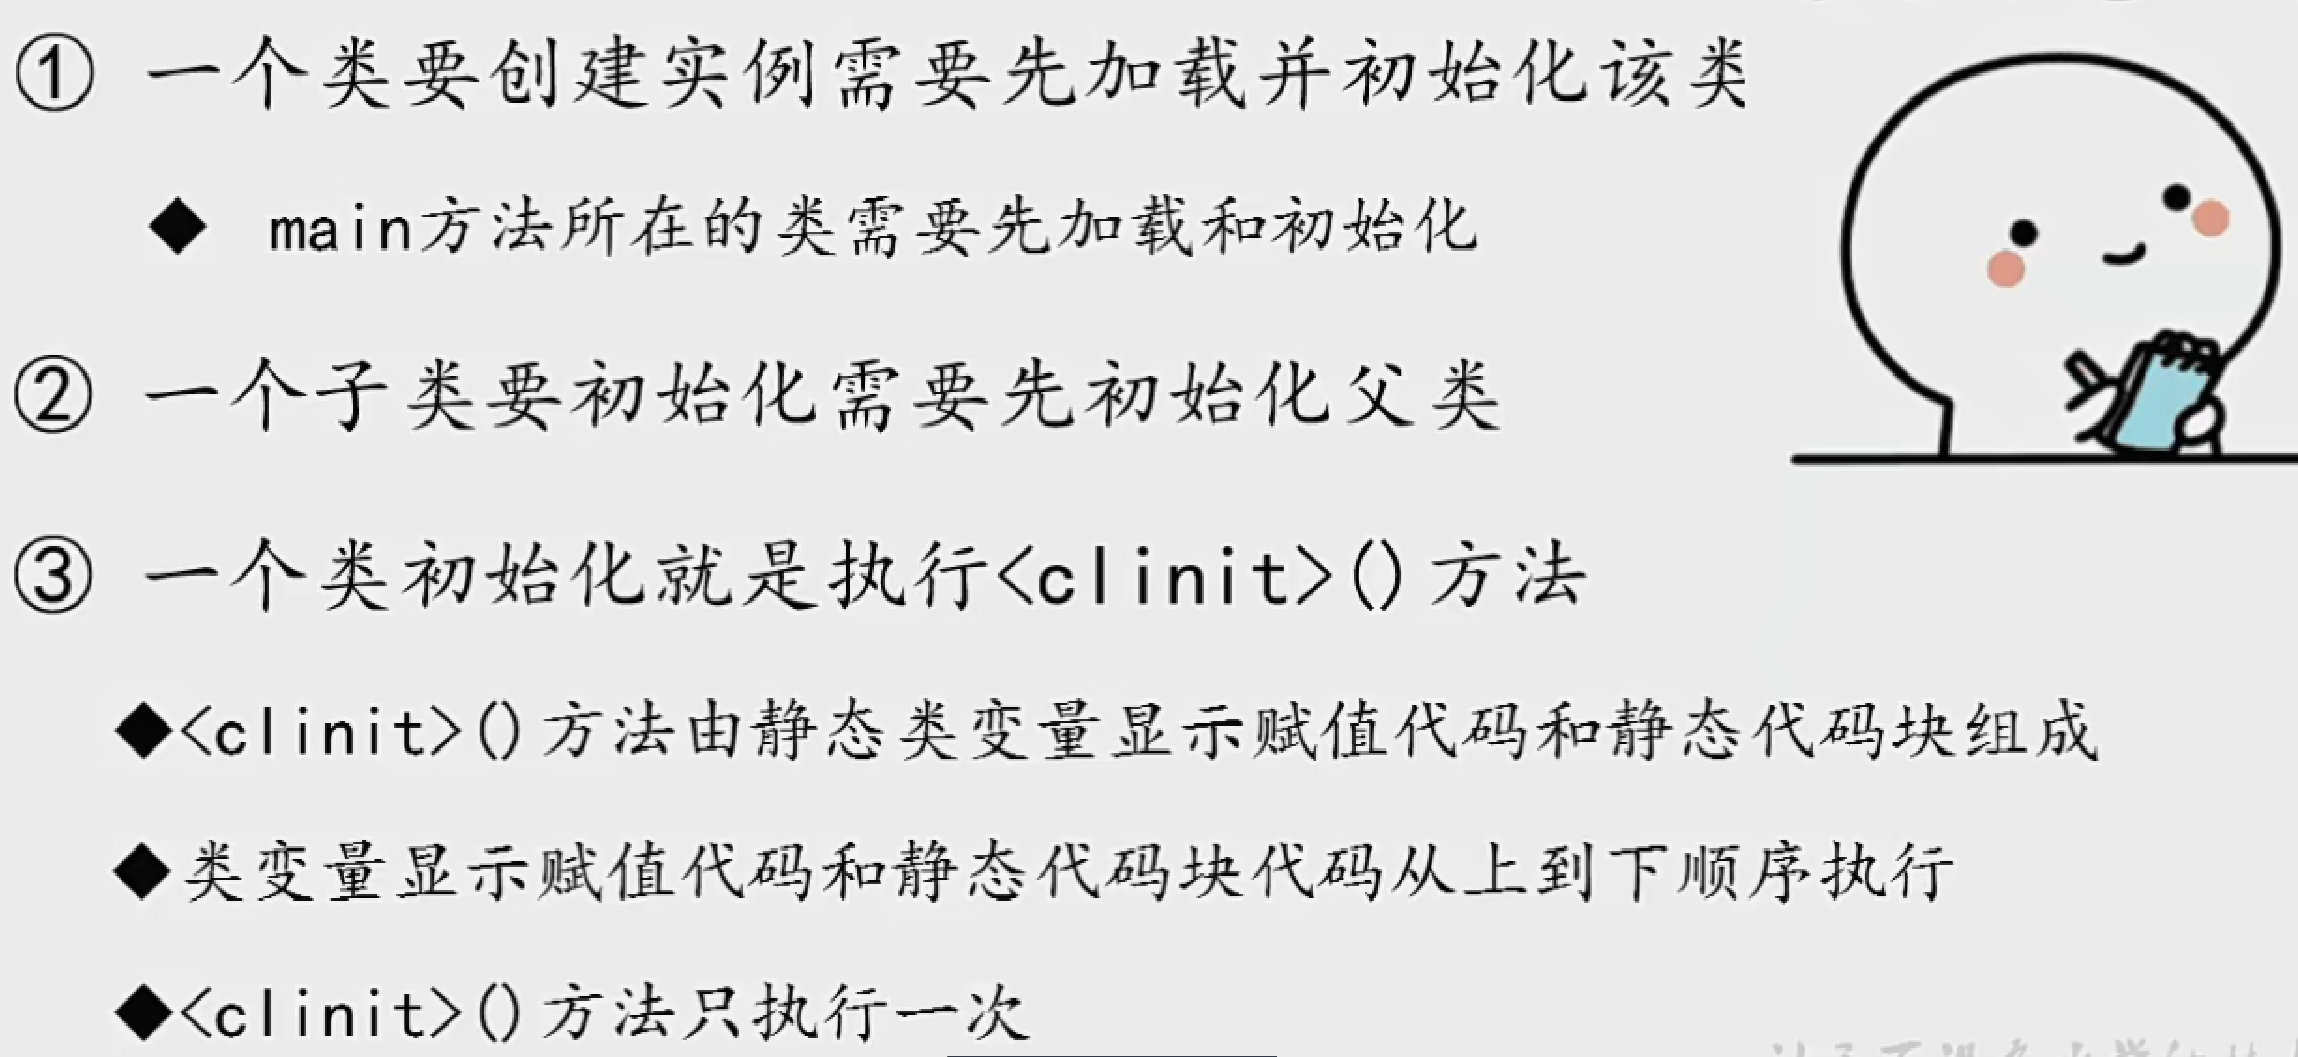 ① 一个类要创建实例需要先加载并初始化该类
◆ main方法所在的类需要先加载和初始化
② 一个子类要初始化需要先初始化父类
③ 一个类初始化就是执行<clinit>()方法
◆<clinit>()方法由静态类变量显示赋值代码和静态代码块组成
◆类变量显示赋值代码和静态代码块代码从上到下顺序执行
◆<clinit>()方法只执行一次